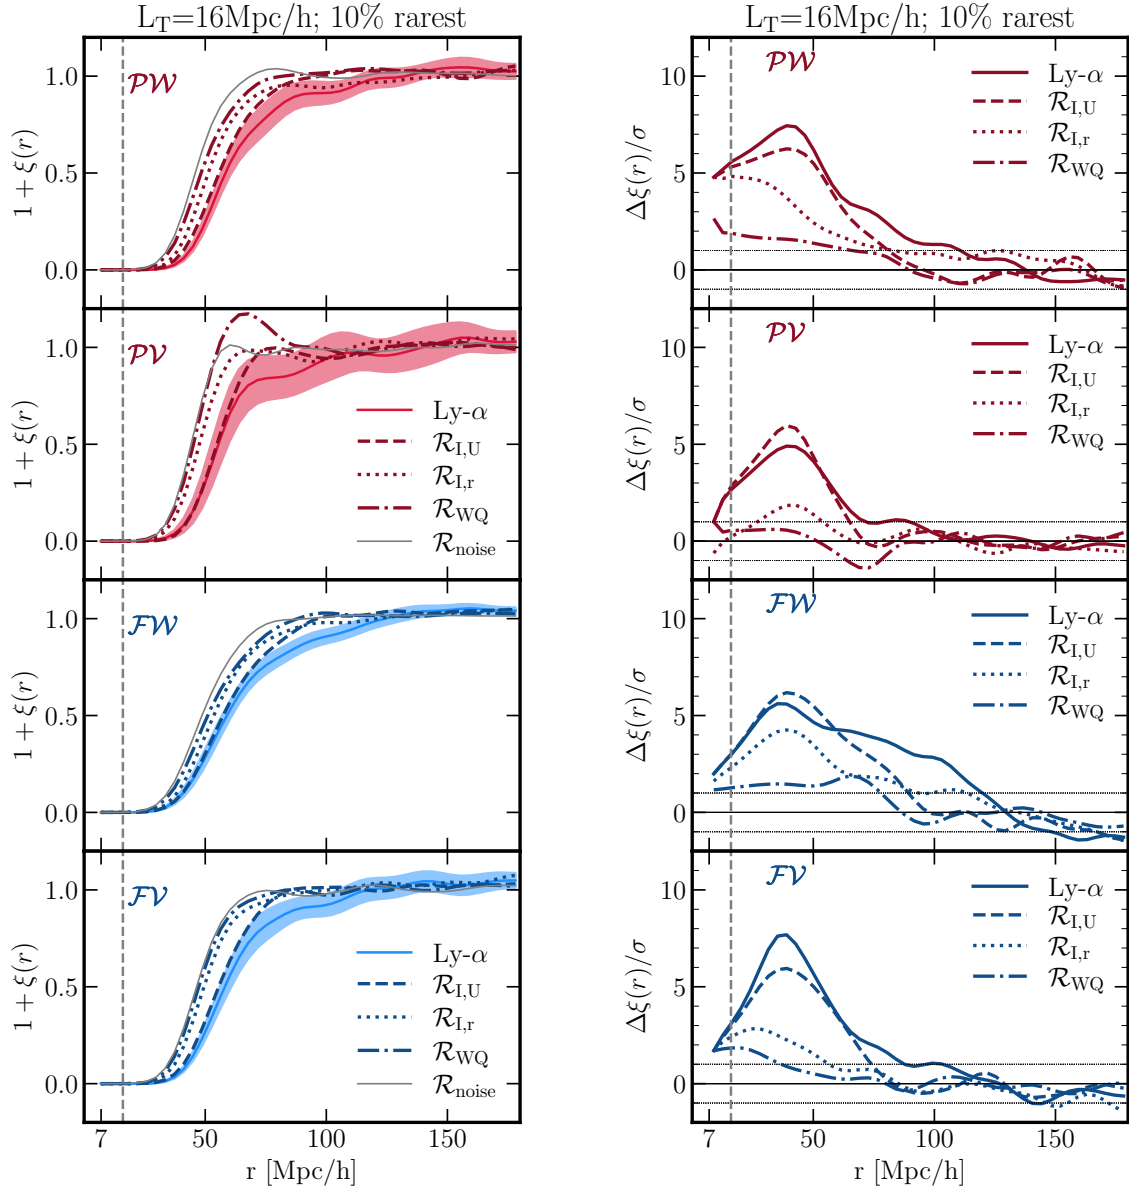 L_T=16Mpc/h; 10% rarest
1.0
0.5
0.0
1 + ξ(r)
𝒫𝒲
1.0
0.5
0.0
1 + ξ(r)
𝒫𝒱
Ly-α
ℛ_I,U
ℛ_I,r
ℛ_WQ
ℛ_noise
1.0
0.5
0.0
1 + ξ(r)
ℱ𝒲
1.0
0.5
0.0
1 + ξ(r)
ℱ𝒱
Ly-α
ℛ_I,U
ℛ_I,r
ℛ_WQ
ℛ_noise
7 50 100 150
r [Mpc/h]
L_T=16Mpc/h; 10% rarest
10
5
0
Δξ(r)/σ
𝒫𝒲
Ly-α
ℛ_I,U
ℛ_I,r
ℛ_WQ
10
5
0
Δξ(r)/σ
𝒫𝒱
Ly-α
ℛ_I,U
ℛ_I,r
ℛ_WQ
10
5
0
Δξ(r)/σ
ℱ𝒲
Ly-α
ℛ_I,U
ℛ_I,r
ℛ_WQ
10
5
0
Δξ(r)/σ
ℱ𝒱
Ly-α
ℛ_I,U
ℛ_I,r
ℛ_WQ
7 50 100 150
r [Mpc/h]